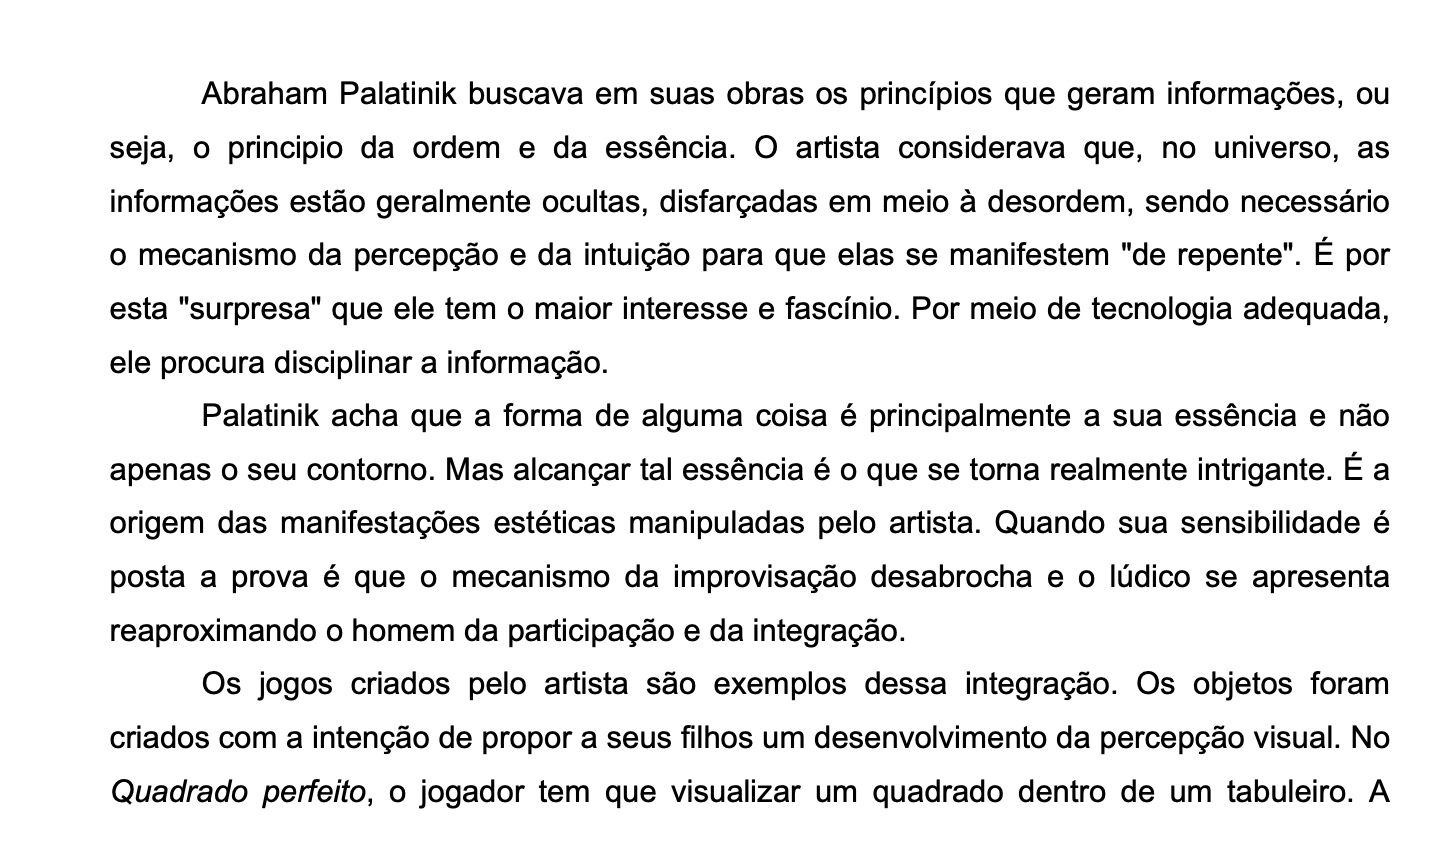 Abraham Palatinik buscava em suas obras os princípios que geram informações, ou
seja, o principio da ordem e da essência. O artista considerava que, no universo, as
informações estão geralmente ocultas, disfarçadas em meio à desordem, sendo necessário
o mecanismo da percepção e da intuição para que elas se manifestem "de repente". É por
esta "surpresa" que ele tem o maior interesse e fascínio. Por meio de tecnologia adequada,
ele procura disciplinar a informação.
Palatinik acha que a forma de alguma coisa é principalmente a sua essência e não
apenas o seu contorno. Mas alcançar tal essência é o que se torna realmente intrigante. É a
origem das manifestações estéticas manipuladas pelo artista. Quando sua sensibilidade é
posta a prova é que o mecanismo da improvisação desabrocha e o lúdico se apresenta
reaproximando o homem da participação e da integração.
Os jogos criados pelo artista são exemplos dessa integração. Os objetos foram
criados com a intenção de propor a seus filhos um desenvolvimento da percepção visual. No
Quadrado perfeito, o jogador tem que visualizar um quadrado dentro de um tabuleiro. A